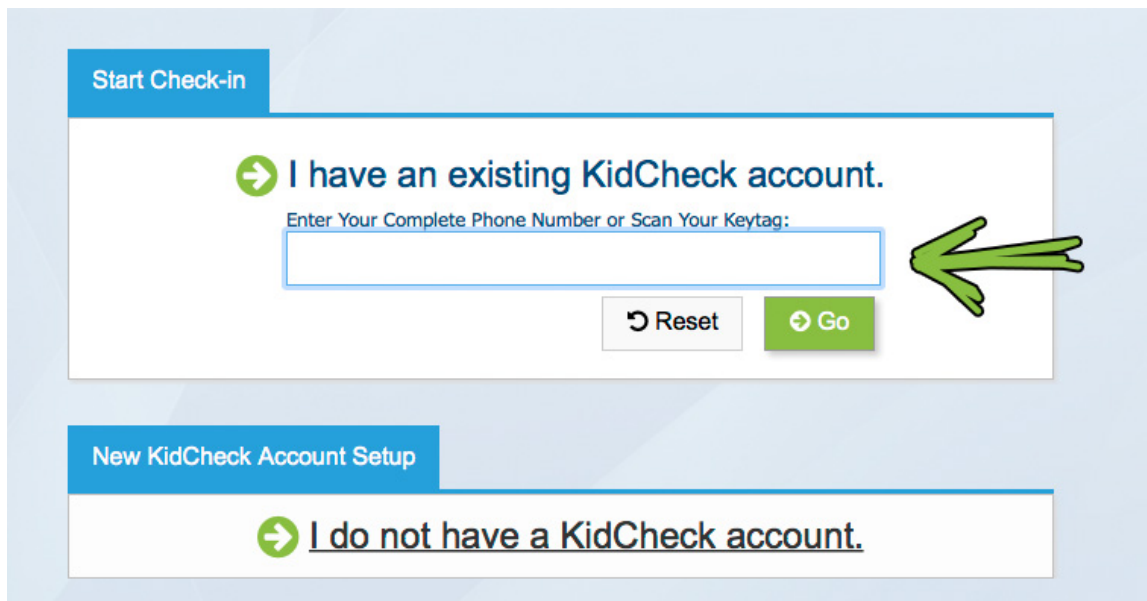 Start Check-in
I have an existing KidCheck account.
Enter Your Complete Phone Number or Scan Your Keytag:
Reset
Go
New KidCheck Account Setup
I do not have a KidCheck account.